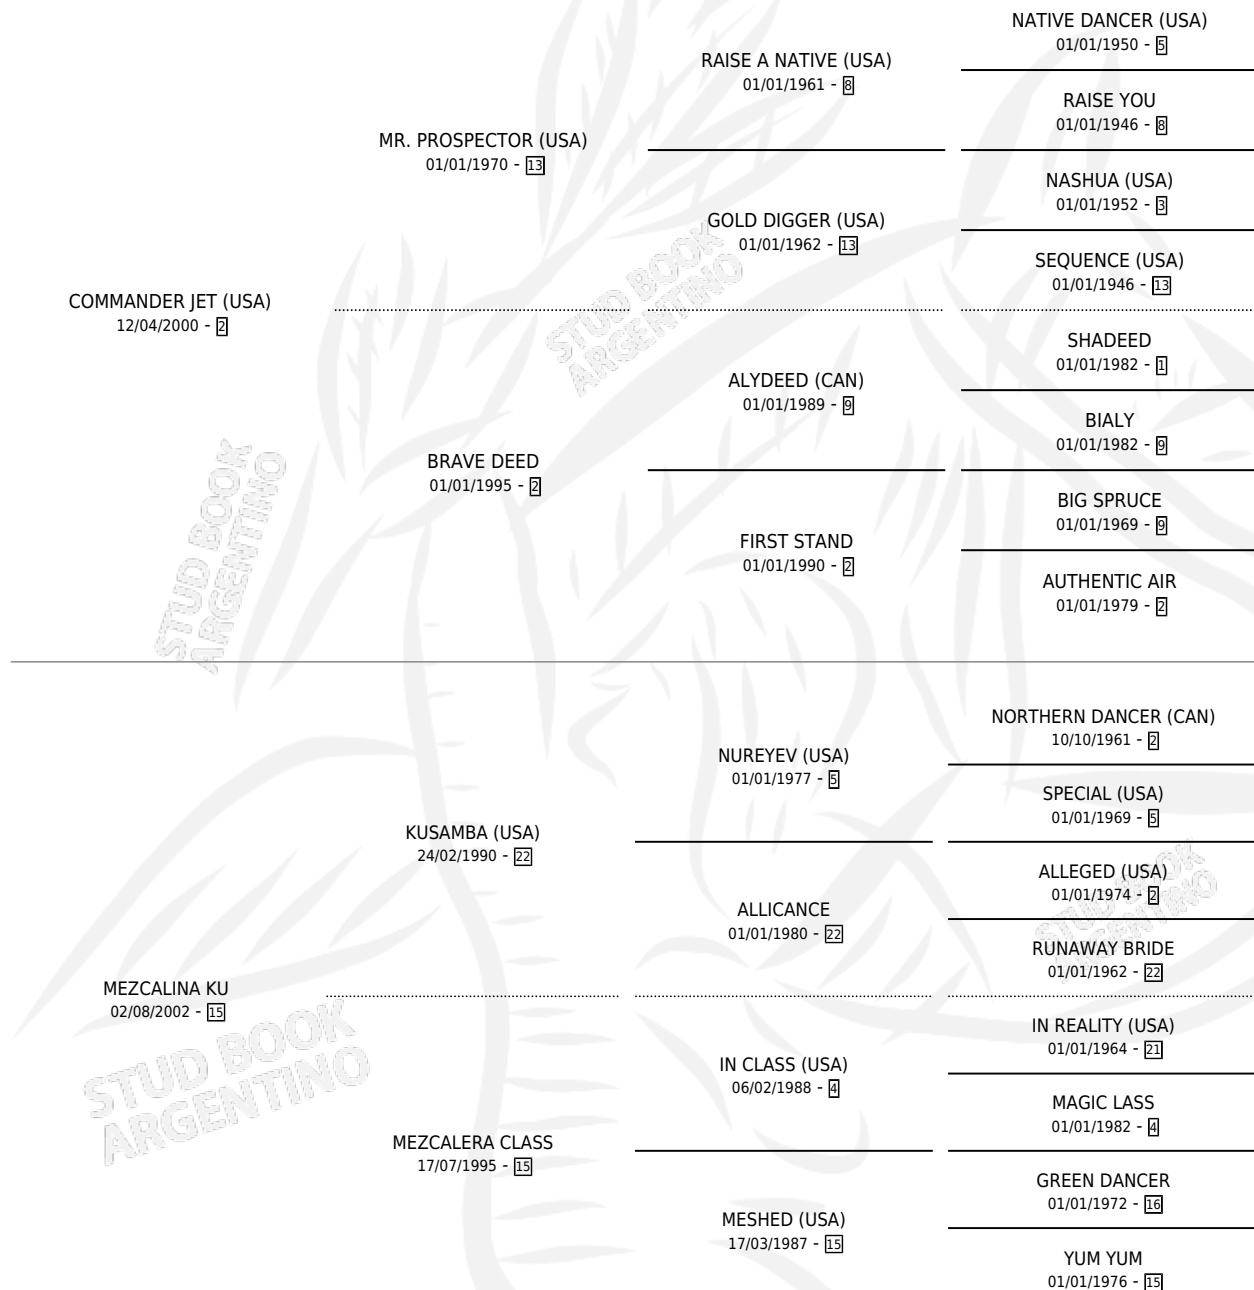 NATIVE DANCER (USA)
01/01/1950 - 5
RAISE A NATIVE (USA)
01/01/1961 - 8
RAISE YOU
01/01/1946 - 8
MR. PROSPECTOR (USA)
01/01/1970 - 13
NASHUA (USA)
01/01/1952 - 3
GOLD DIGGER (USA)
01/01/1962 - 13
SEQUENCE (USA)
01/01/1946 - 13
COMMANDER JET (USA)
12/04/2000 - 2
SHADEED
01/01/1982 - 1
ALYDEED (CAN)
01/01/1989 - 9
BIALY
01/01/1982 - 9
BRAVE DEED
01/01/1995 - 2
BIG SPRUCE
01/01/1969 - 9
FIRST STAND
01/01/1990 - 2
AUTHENTIC AIR
01/01/1979 - 2
NORTHERN DANCER (CAN)
10/10/1961 - 2
NUREYEV (USA)
01/01/1977 - 5
SPECIAL (USA)
01/01/1969 - 5
KUSAMBA (USA)
24/02/1990 - 22
ALLEGED (USA)
01/01/1974 - 2
ALLICANCE
01/01/1980 - 22
RUNAWAY BRIDE
01/01/1962 - 22
MEZCALINA KU
02/08/2002 - 15
IN REALITY (USA)
01/01/1964 - 21
IN CLASS (USA)
06/02/1988 - 4
MAGIC LASS
01/01/1982 - 4
MEZCALERA CLASS
17/07/1995 - 15
GREEN DANCER
01/01/1972 - 16
MESHED (USA)
17/03/1987 - 15
YUM YUM
01/01/1976 - 15
STUD BOOK
ARGENTINO
STUD BOOK
ARGENTINO
STUD BOOK
ARGENTINO
STUD BOOK
ARGENTINO